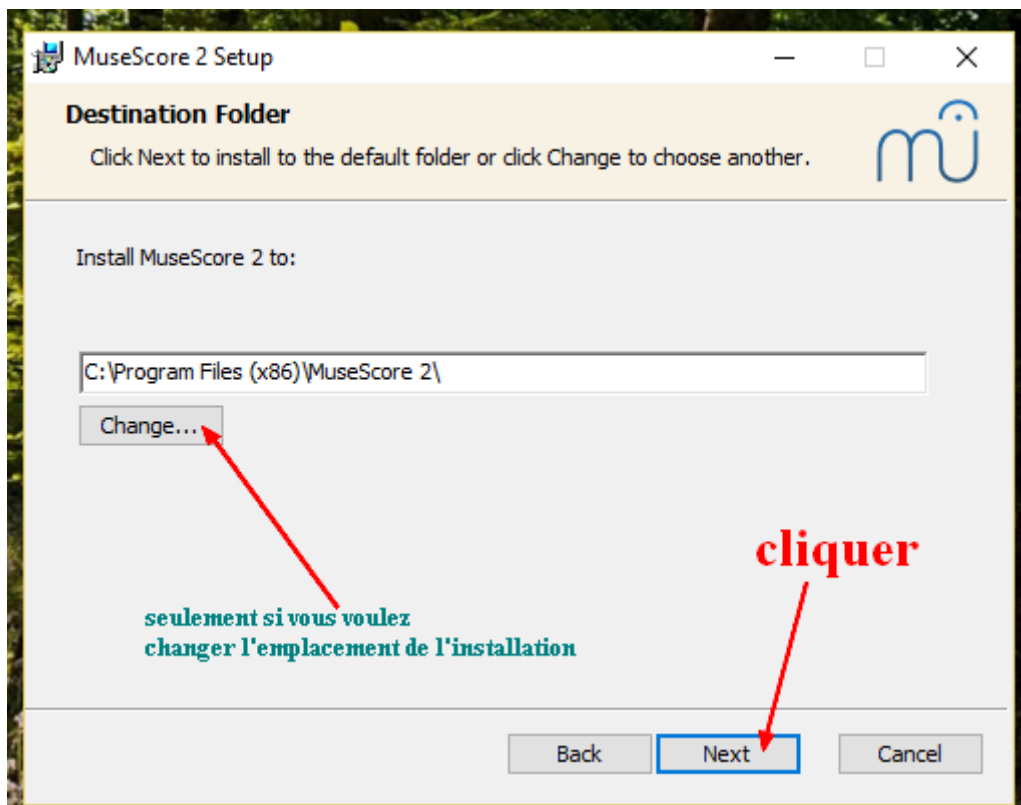 MuseScore 2 Setup
Destination Folder
Click Next to install to the default folder or click Change to choose another.
mu
Install MuseScore 2 to:
C:\Program Files (x86)\MuseScore 2\
Change...
cliquer
seulement si vous voulez
changer l'emplacement de l'installation
Back Next Cancel